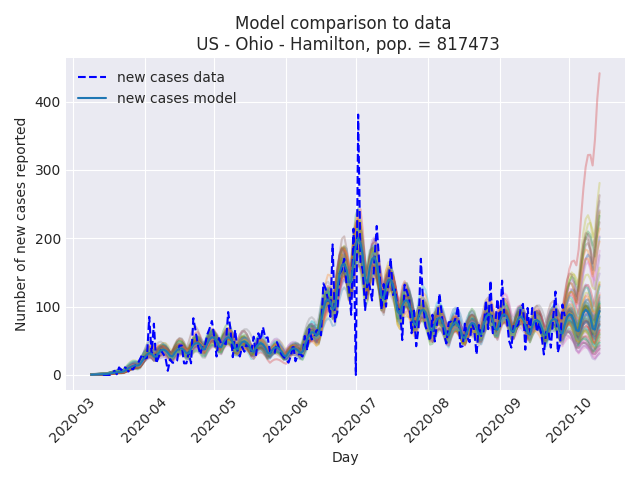 Model comparison to data
US - Ohio - Hamilton, pop. = 817473
new cases data
new cases model
Number of new cases reported
400
300
200
100
0
2020-03
2020-04
2020-05
2020-06
2020-07
2020-08
2020-09
2020-10
Day